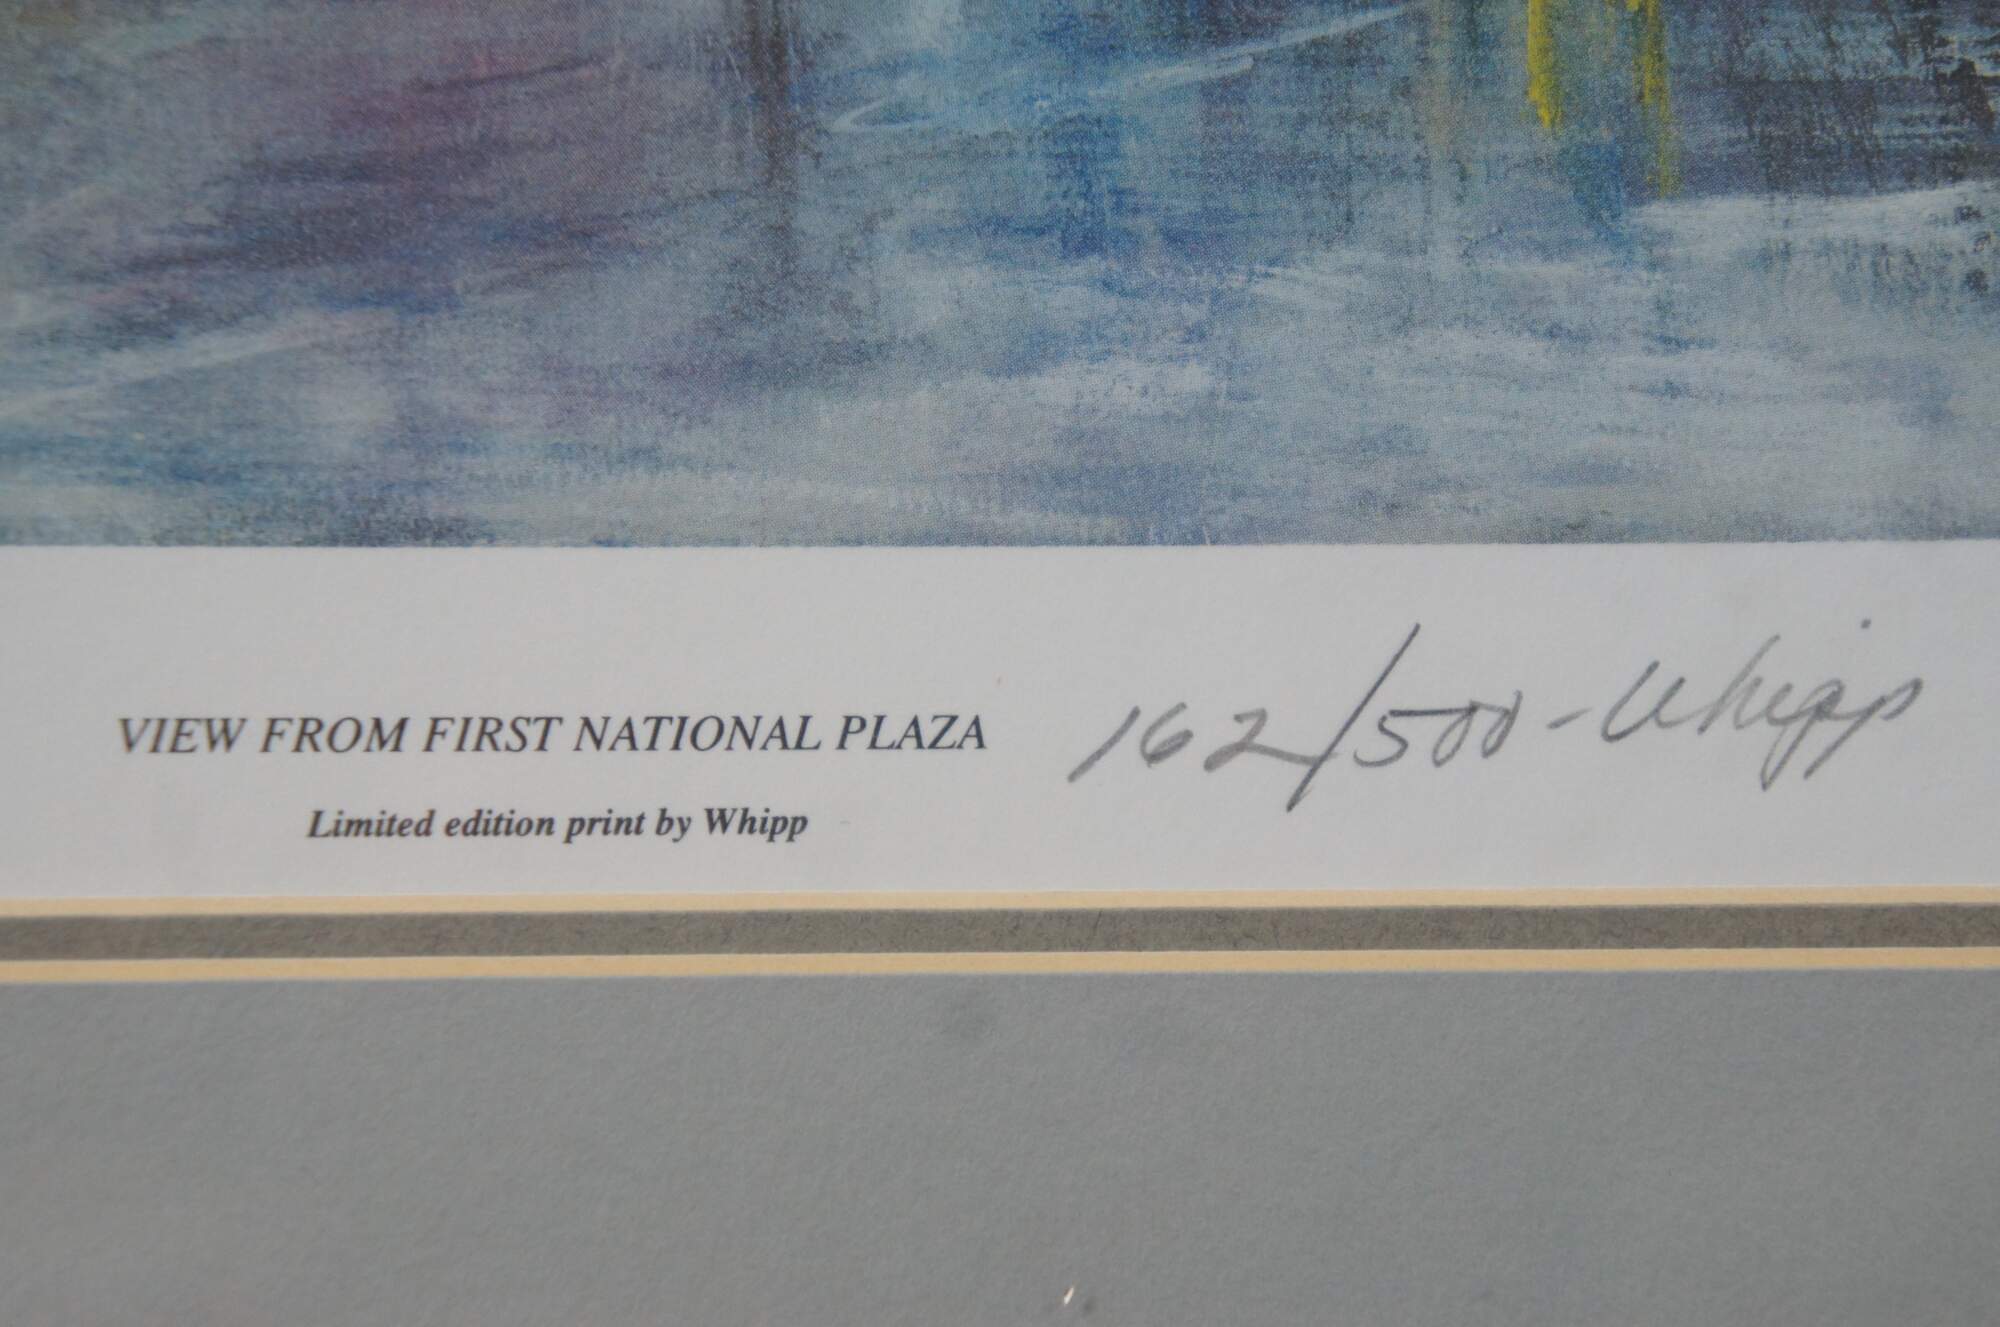 VIEW FROM FIRST NATIONAL PLAZA
Limited edition print by Whipp
162/500 - Whipp